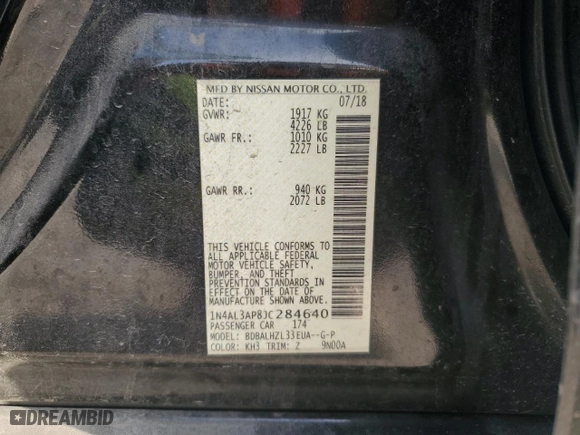 MFD BY NISSAN MOTOR CO., LTD.
DATE: 07/18
GVWR: 1917 KG
4226 LB
GAWR FR.: 1010 KG
2227 LB
GAWR RR.: 940 KG
2072 LB
THIS VEHICLE CONFORMS TO
ALL APPLICABLE FEDERAL
MOTOR VEHICLE SAFETY,
BUMPER, AND THEFT
PREVENTION STANDARDS IN
EFFECT ON THE DATE OF
MANUFACTURE SHOWN ABOVE.
1N4AL3AP8JC284640
PASSENGER CAR 174
MODEL: BDBALHZL33EUA--G-P
COLOR: KH3 TRIM: Z 9N00A
DREAMBID